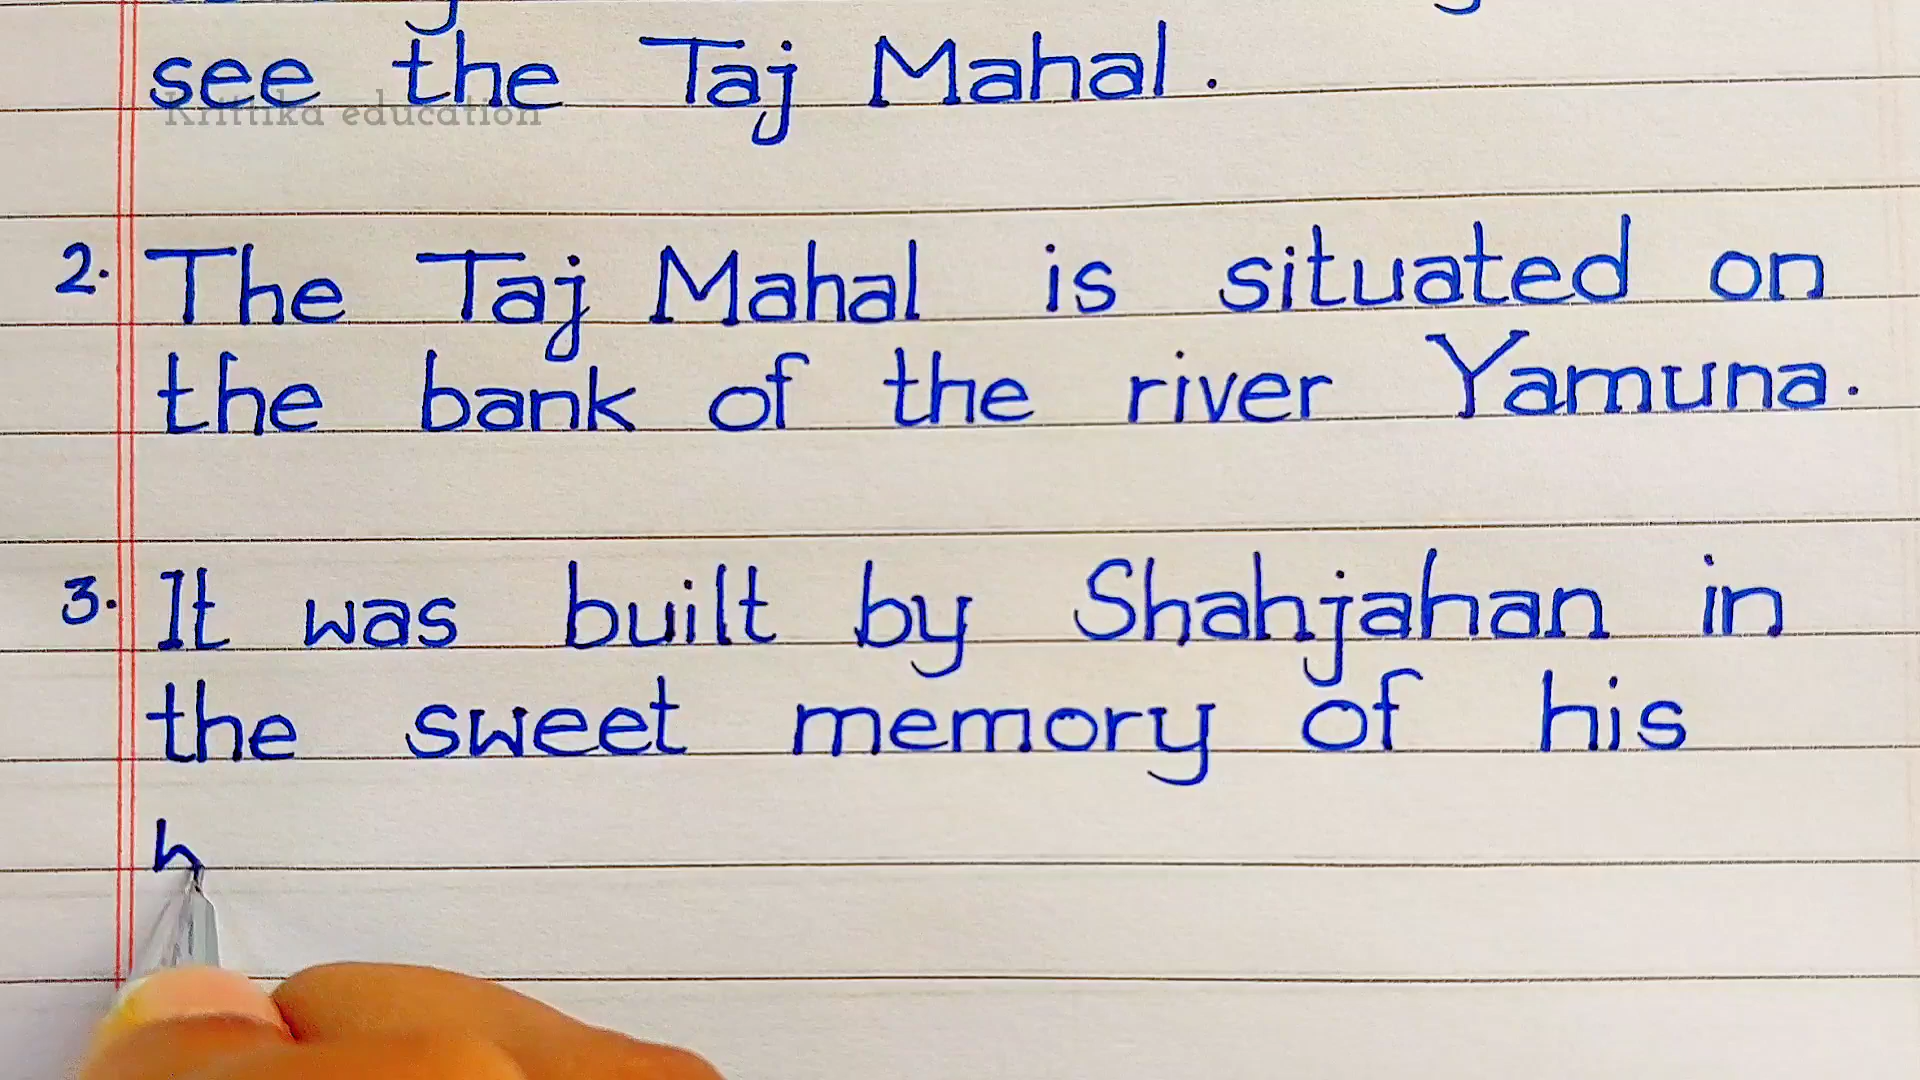 see the Taj Mahal.
Krittika education
2. The Taj Mahal is situated on
the bank of the river Yamuna.
3. It was built by Shahjahan in
the sweet memory of his
h